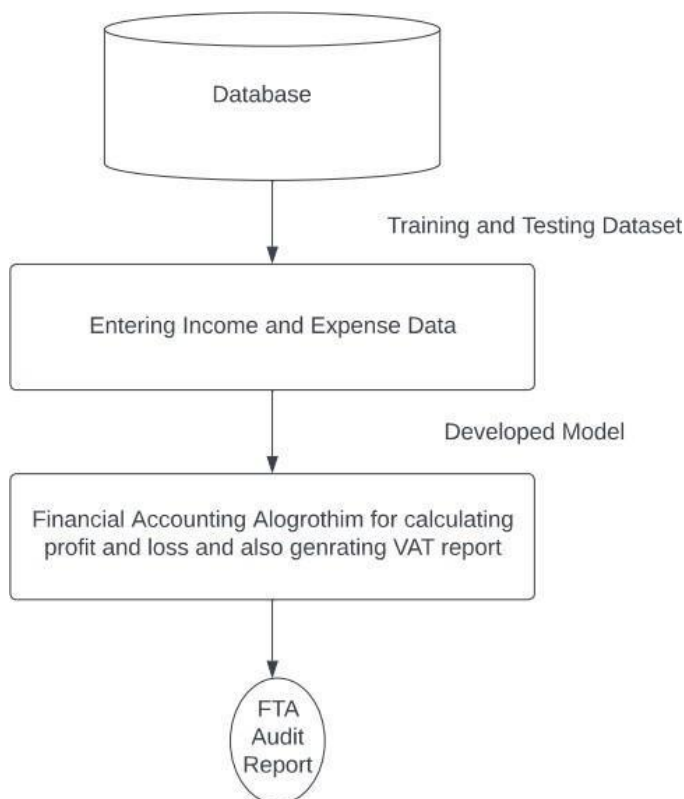 Database
Training and Testing Dataset
Entering Income and Expense Data
Developed Model
Financial Accounting Alogrothim for calculating
profit and loss and also genrating VAT report
FTA
Audit
Report